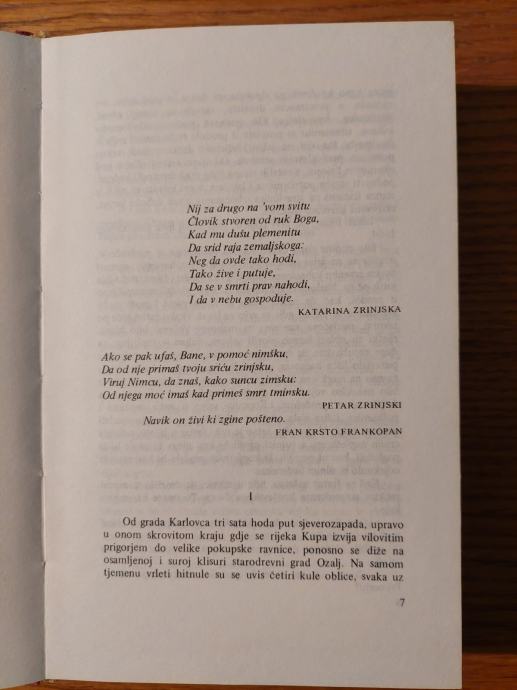 Nij za drugo na 'vom svitu
Človik stvoren od ruk Boga,
Kad mu dušu plemenitu
Da srid raja zemaljskoga:
Neg da ovde tako hodi,
Tako žive i putuje,
Da se v smrti prav nahodi,
I da v nebu gospoduje.
KATARINA ZRINJSKA
Ako se pak ufaš, Bane, v pomoć nimšku,
Da od nje primaš tvoju sriću zrinjsku,
Viruj Nimcu, da znaš, kako suncu zimsku:
Od njega moć imaš kad primeš smrt tminsku.
PETAR ZRINJSKI
Navik on živi ki zgine pošteno.
FRAN KRSTO FRANKOPAN
I
Od grada Karlovca tri sata hoda put sjeverozapada, upravo
u onom skrovitom kraju gdje se rijeka Kupa izvija vilovitim
prigorjem do velike pokupske ravnice, ponosno se diže na
osamljenoj i suroj klisuri starodrevni grad Ozalj. Na samom
tjemenu vrleti hitnule su se uvis četiri kule oblice, svaka uz
7